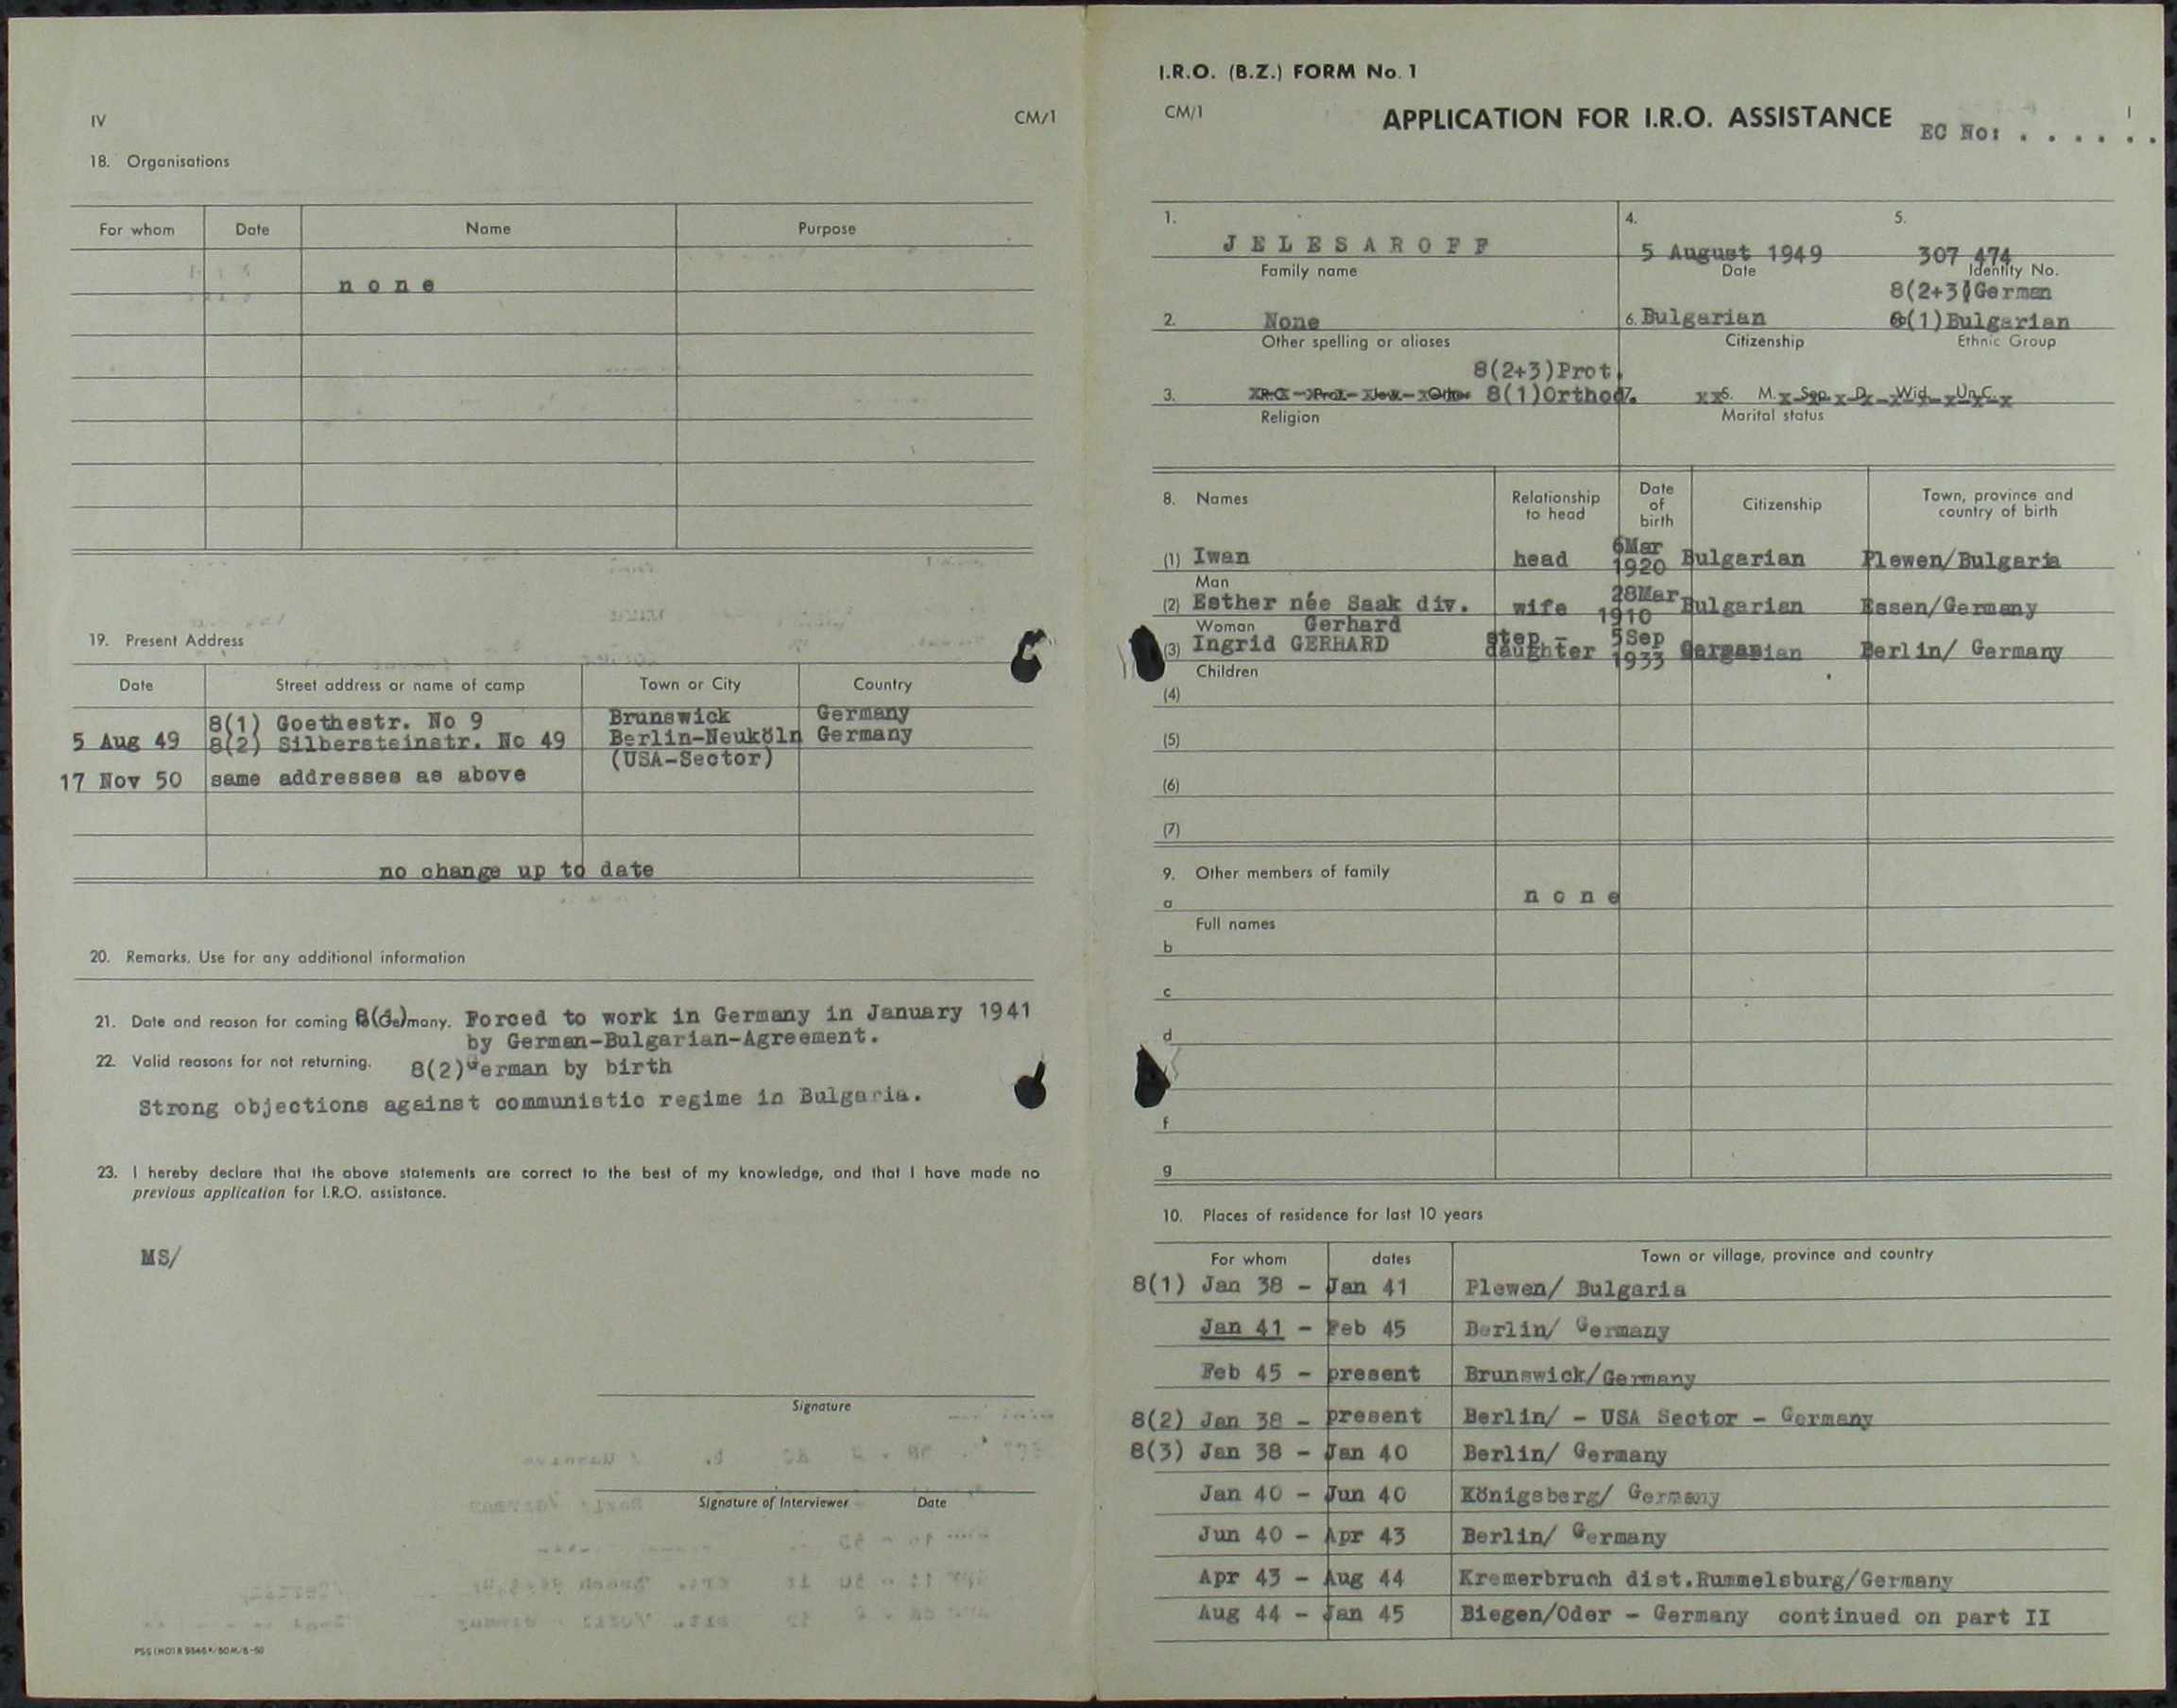 IV
CM/1
18. Organisations
For whom Date Name Purpose
none
19. Present Address
Date Street address or name of camp Town or City Country
8(1) Goethestr. No 9 Brunswick Germany
5 Aug 49 8(2) Silbersteinstr. No 49 Berlin-Neuköln Germany
(USA-Sector)
17 Nov 50 same addresses as above
no change up to date
20. Remarks. Use for any additional information
21. Date and reason for coming Forced to work in Germany in January 1941
by German-Bulgarian-Agreement.
22. Valid reasons for not returning. 8(2)German by birth
Strong objections against communistic regime in Bulgaria.
23. I hereby declare that the above statements are correct to the best of my knowledge, and that I have made no
previous application for I.R.O. assistance.
MS/
Signature
Signature of Interviewer Date
I.R.O. (B.Z.) FORM No. 1
CM/1
APPLICATION FOR I.R.O. ASSISTANCE
EC No: . . . . . .
I
1. JELESAROFF 4. 5 August 1949 5. 307 474
Family name Date Identity No.
8(2+3)German
2. None 6. Bulgarian 8(1)Bulgarian
Other spelling or aliases Citizenship Ethnic Group
8(2+3)Prot.
3. R.C. - Prot. - Jew. - Orth. 8(1)Orthod. 7. S. M. Sep. D. Wid. Un.C.
Religion Marital status
8. Names Relationship to head Date of birth Citizenship Town, province and country of birth
(1) Iwan head 6Mar 1920 Bulgarian Plewen/Bulgaria
Man
(2) Esther née Saak div. wife 28Mar 1910 Bulgarian Essen/Germany
Woman Gerhard
(3) Ingrid GERHARD step - daughter 5Sep 1933 Berlin/ Germany
Children
(4)
(5)
(6)
(7)
9. Other members of family
a none
Full names
b
c
d
f
g
10. Places of residence for last 10 years
For whom dates Town or village, province and country
8(1) Jan 38 - Jan 41 Plewen/ Bulgaria
Jan 41 - Feb 45 Berlin/ Germany
Feb 45 - present Brunswick/Germany
8(2) Jan 38 - present Berlin/ - USA Sector - Germany
8(3) Jan 38 - Jan 40 Berlin/ Germany
Jan 40 - Jun 40 Königsberg/ Germany
Jun 40 - Apr 43 Berlin/ Germany
Apr 43 - Aug 44 Kremerbruch dist.Rummelsburg/Germany
Aug 44 - Jan 45 Biegen/Oder - Germany continued on part II